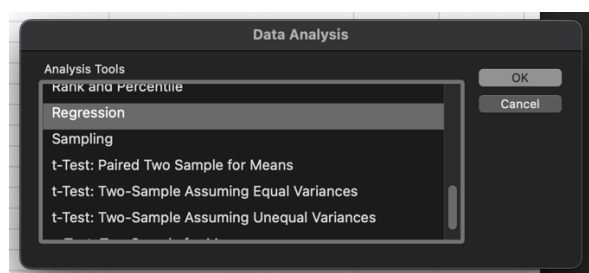 Data Analysis
Analysis Tools
Rank and Percentile
OK
Regression
Cancel
Sampling
t-Test: Paired Two Sample for Means
t-Test: Two-Sample Assuming Equal Variances
t-Test: Two-Sample Assuming Unequal Variances